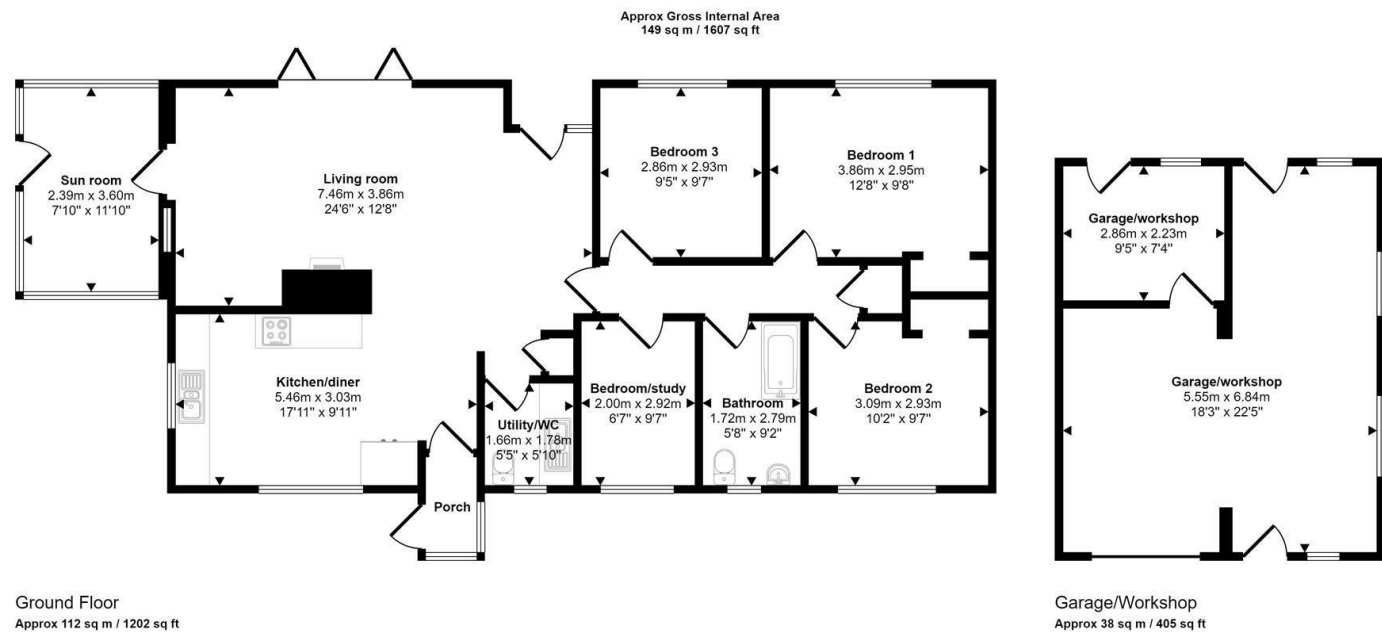 Approx Gross Internal Area
149 sq m / 1607 sq ft
Sun room
2.39m x 3.60m
7'10" x 11'10"
Living room
7.46m x 3.86m
24'6" x 12'8"
Bedroom 3
2.86m x 2.93m
9'5" x 9'7"
Bedroom 1
3.86m x 2.95m
12'8" x 9'8"
Garage/workshop
2.86m x 2.23m
9'5" x 7'4"
Kitchen/diner
5.46m x 3.03m
17'11" x 9'11"
Utility/WC
1.66m x 1.78m
5'5" x 5'10"
Bedroom/study
2.00m x 2.92m
6'7" x 9'7"
Bathroom
1.72m x 2.79m
5'8" x 9'2"
Bedroom 2
3.09m x 2.93m
10'2" x 9'7"
Garage/workshop
5.55m x 6.84m
18'3" x 22'5"
Porch
Ground Floor
Approx 112 sq m / 1202 sq ft
Garage/Workshop
Approx 38 sq m / 405 sq ft